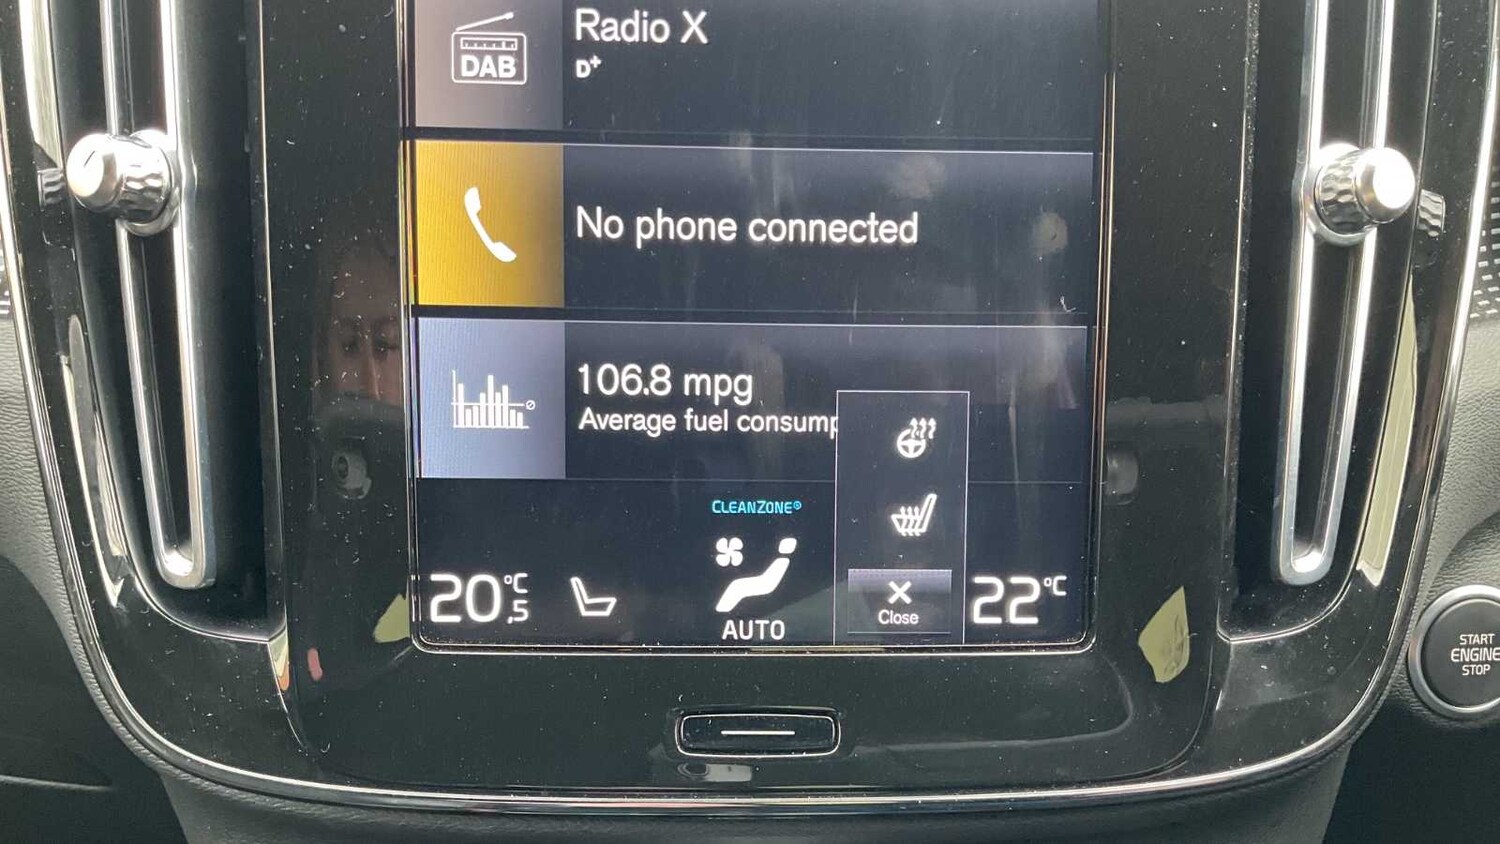 Radio X
DAB
D+
No phone connected
106.8 mpg
Average fuel consump
CLEANZONE®
20,5 °C
22 °C
AUTO
Close
START
ENGINE
STOP